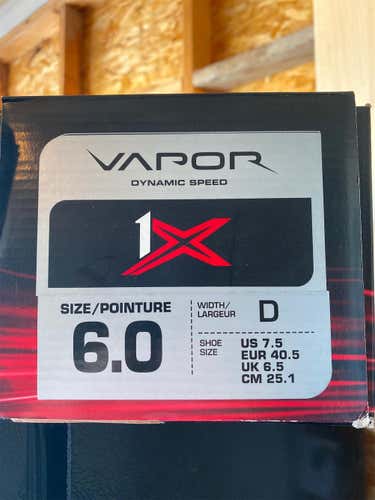 VAPOR
DYNAMIC SPEED
1X
SIZE/POINTURE
6.0
WIDTH/
LARGEUR
D
SHOE
SIZE
US 7.5
EUR 40.5
UK 6.5
CM 25.1